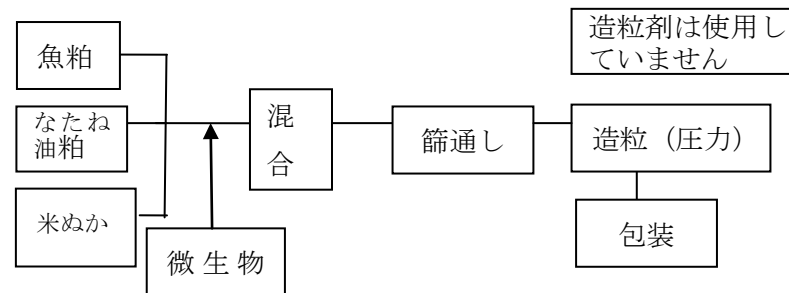 造粒剤は使用し
ていません
魚粕
なたね
油粕
米ぬか
微生物
混
合
篩通し
造粒（圧力）
包装